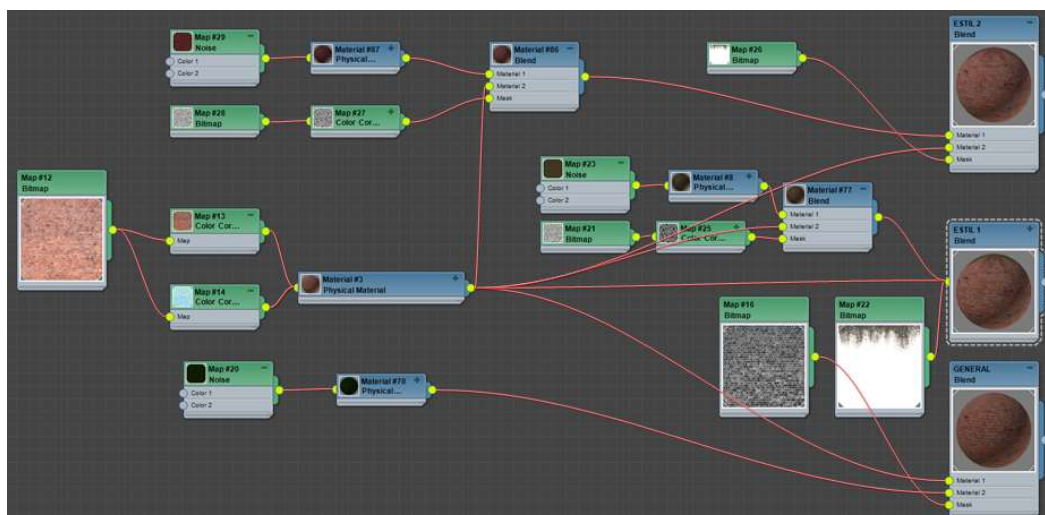 Map #29
Noise
Color 1
Color 2
Material #87
Physical...
Material #86
Blend
Material 1
Material 2
Mask
Map #26
Bitmap
ESTIL 2
Blend
Material 1
Material 2
Mask
Map #28
Bitmap
Map #27
Color Cor...
Map #23
Noise
Color 1
Color 2
Material #8
Physical...
Material #77
Blend
Material 1
Material 2
Mask
Map #21
Bitmap
Map #25
Color Cor...
Map #12
Bitmap
Map #13
Color Cor...
Map
Map #14
Color Cor...
Map
Material #3
Physical Material
ESTIL 1
Blend
Map #16
Bitmap
Map #22
Bitmap
Map #20
Noise
Color 1
Color 2
Material #78
Physical...
GENERAL
Blend
Material 1
Material 2
Mask